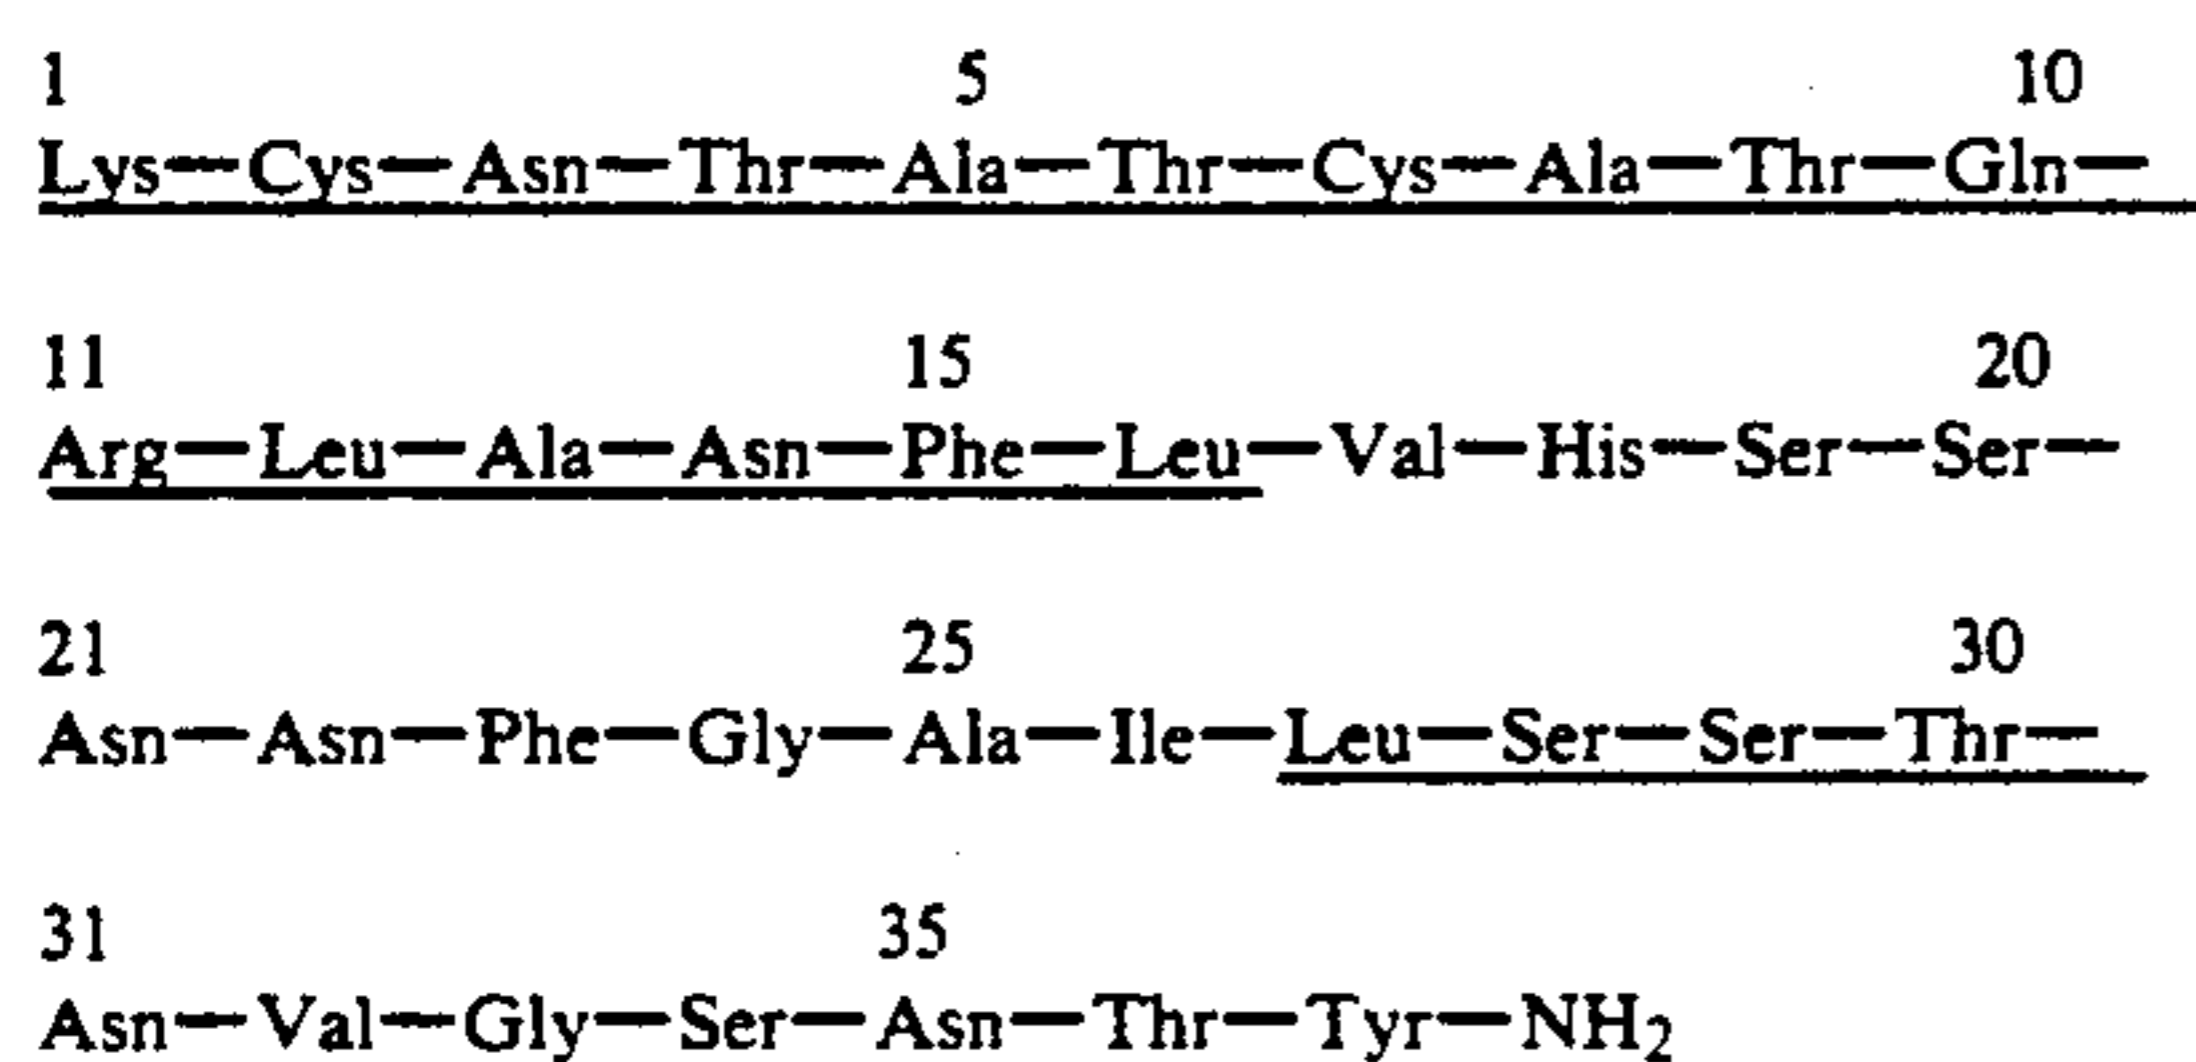 1 5 10
Lys—Cys—Asn—Thr—Ala—Thr—Cys—Ala—Thr—Gln—
11 15 20
Arg—Leu—Ala—Asn—Phe—Leu—Val—His—Ser—Ser—
21 25 30
Asn—Asn—Phe—Gly—Ala—Ile—Leu—Ser—Ser—Thr—
31 35
Asn—Val—Gly—Ser—Asn—Thr—Tyr—NH₂